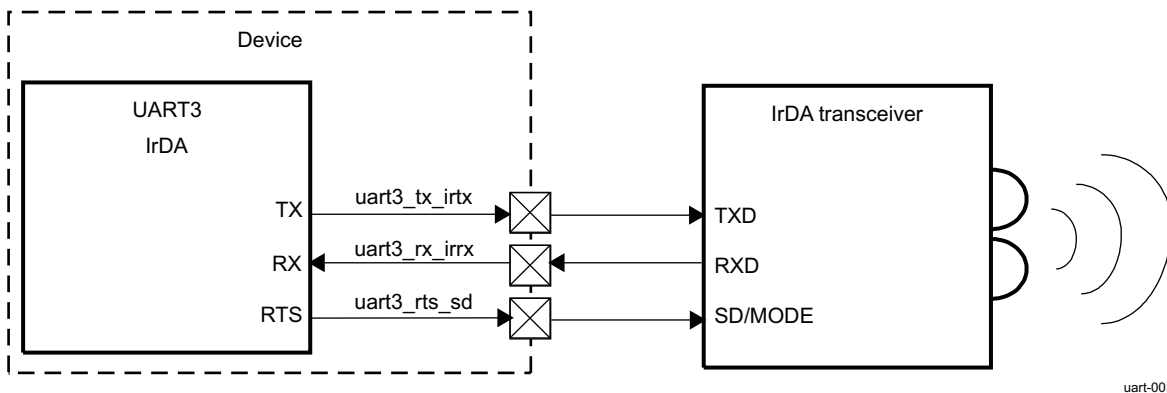 Device
UART3
IrDA
IrDA transceiver
TX
uart3_tx_irtx
TXD
RX
uart3_rx_irrx
RXD
RTS
uart3_rts_sd
SD/MODE